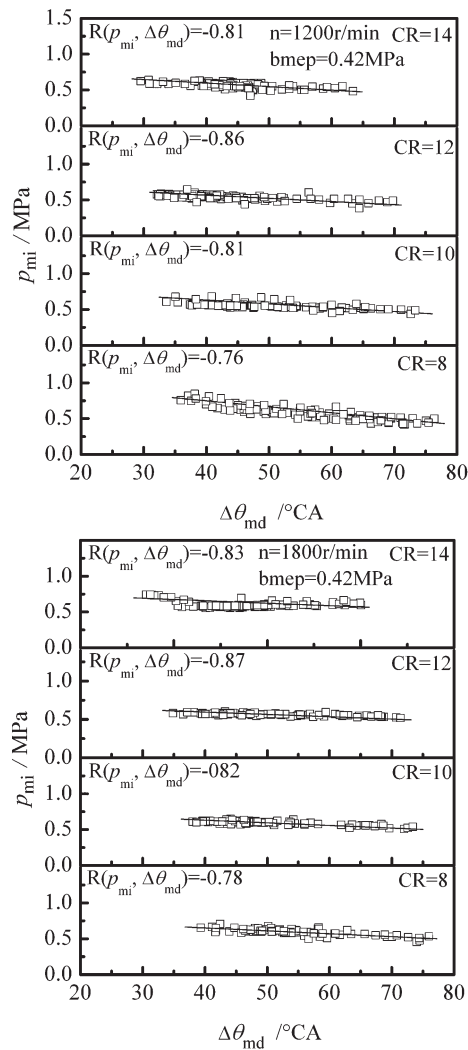 R(pmi, Δθmd)=-0.81 n=1200r/min CR=14
bmep=0.42MPa
1.5
1.0
0.5
0.0
R(pmi, Δθmd)=-0.86 CR=12
1.0
0.5
0.0
R(pmi, Δθmd)=-0.81 CR=10
1.0
0.5
0.0
R(pmi, Δθmd)=-0.76 CR=8
1.0
0.5
0.0
pmi / MPa
20 30 40 50 60 70 80
Δθmd /°CA
R(pmi, Δθmd)=-0.83 n=1800r/min CR=14
bmep=0.42MPa
1.0
0.5
0.0
R(pmi, Δθmd)=-0.87 CR=12
1.0
0.5
0.0
R(pmi, Δθmd)=-082 CR=10
1.0
0.5
0.0
R(pmi, Δθmd)=-0.78 CR=8
1.0
0.5
0.0
pmi / MPa
20 30 40 50 60 70 80
Δθmd /°CA